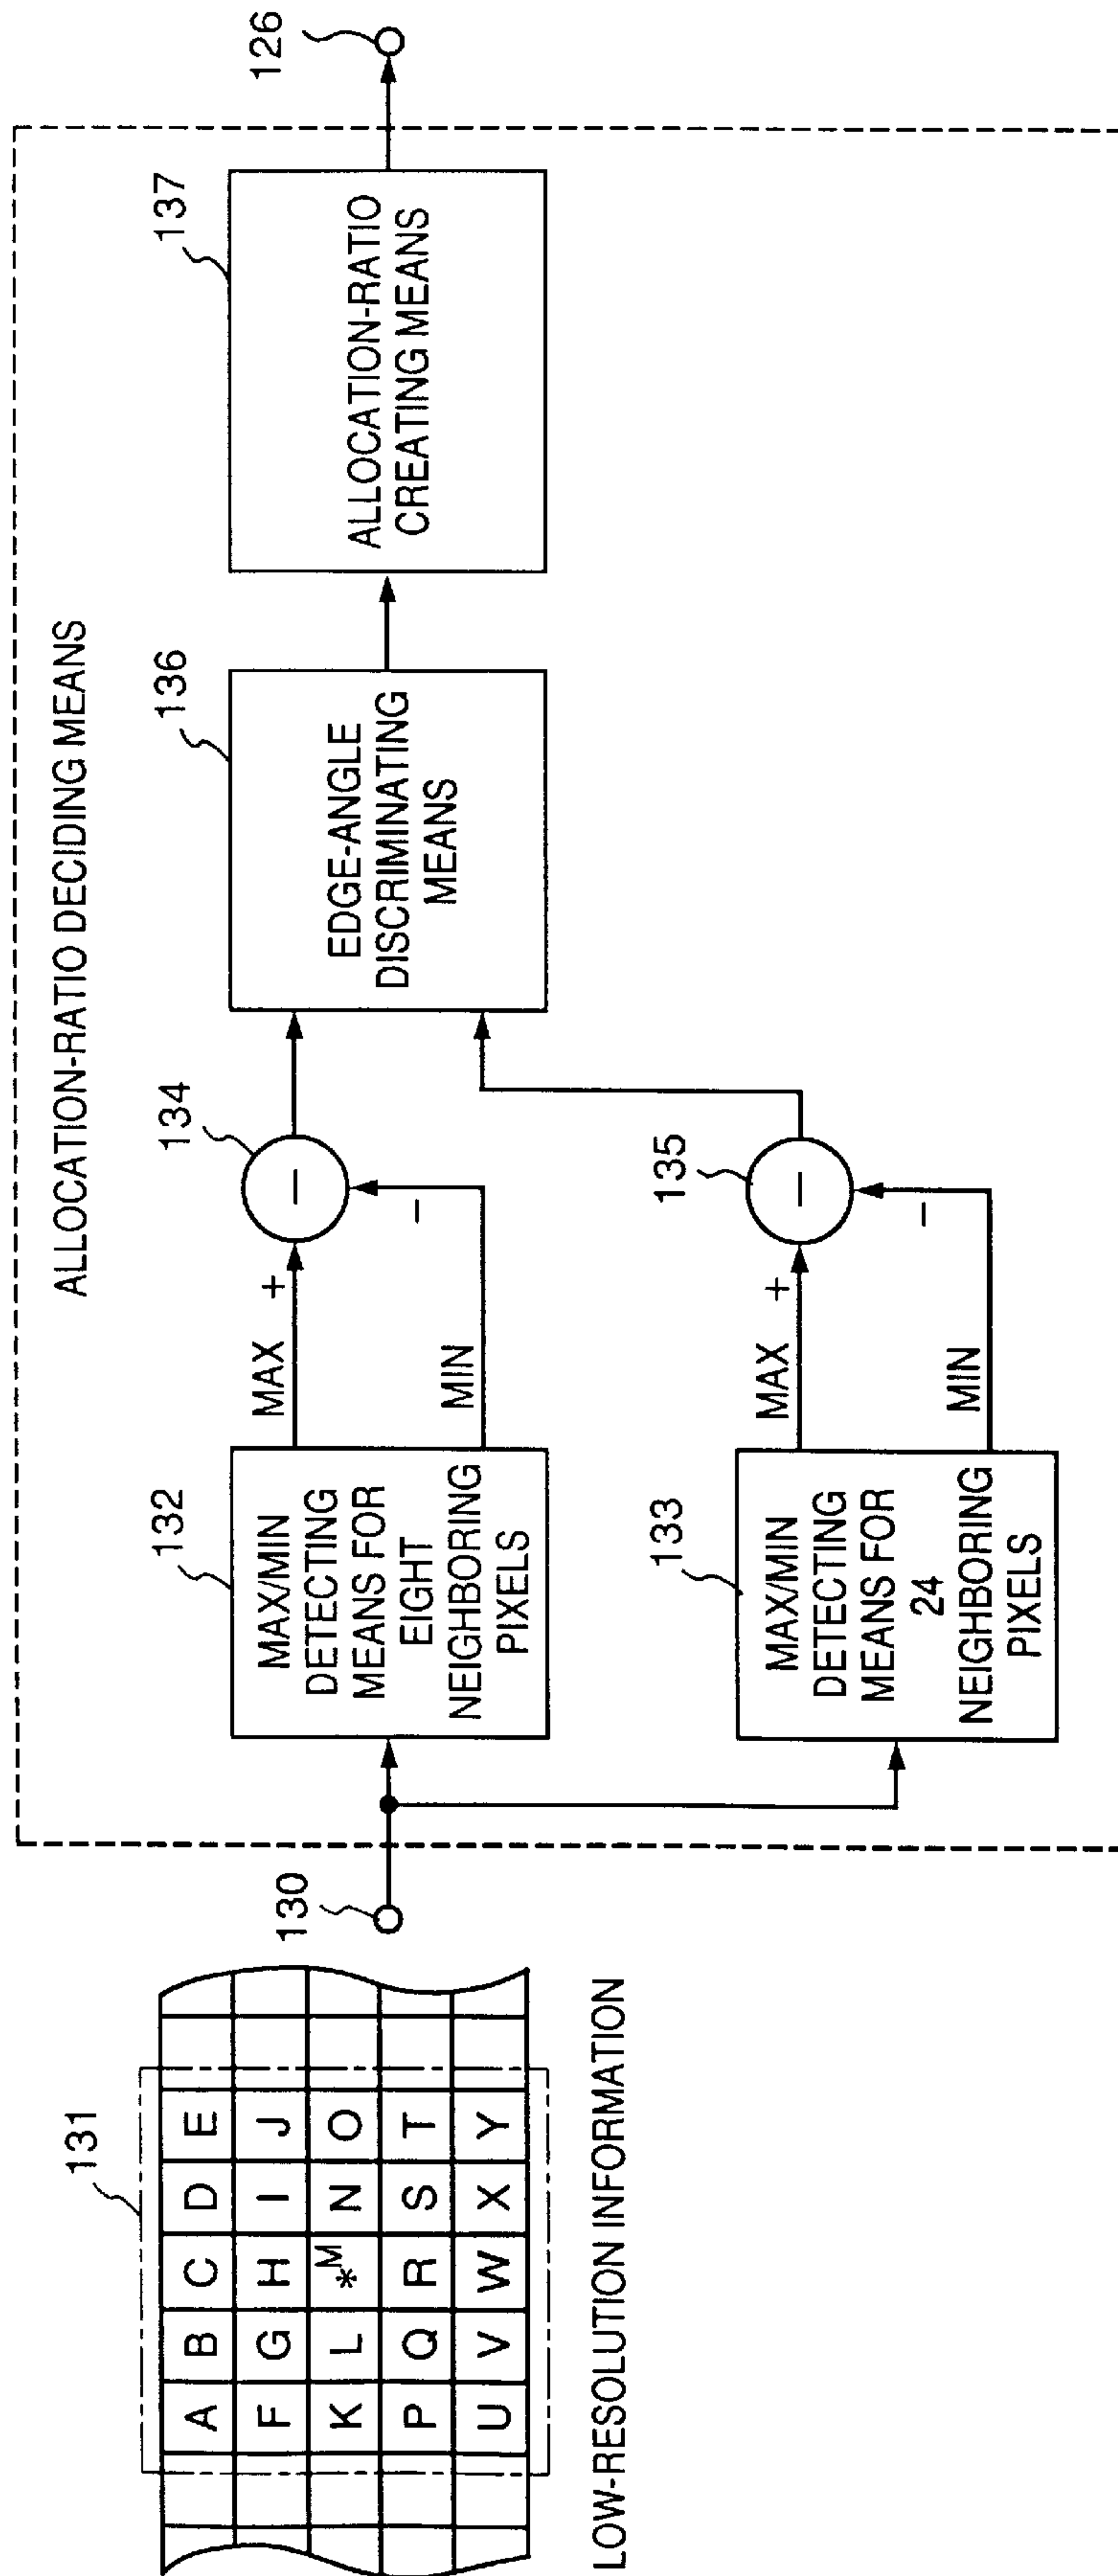 ALLOCATION-RATIO DECIDING MEANS
131
A B C D E
F G H I J
K L *M N O
P Q R S T
U V W X Y
LOW-RESOLUTION INFORMATION
130
132
MAX/MIN
DETECTING
MEANS FOR
EIGHT
NEIGHBORING
PIXELS
MAX
+
MIN
−
134
−
133
MAX/MIN
DETECTING
MEANS FOR
24
NEIGHBORING
PIXELS
MAX
+
MIN
−
135
−
136
EDGE-ANGLE
DISCRIMINATING
MEANS
137
ALLOCATION-RATIO
CREATING MEANS
126